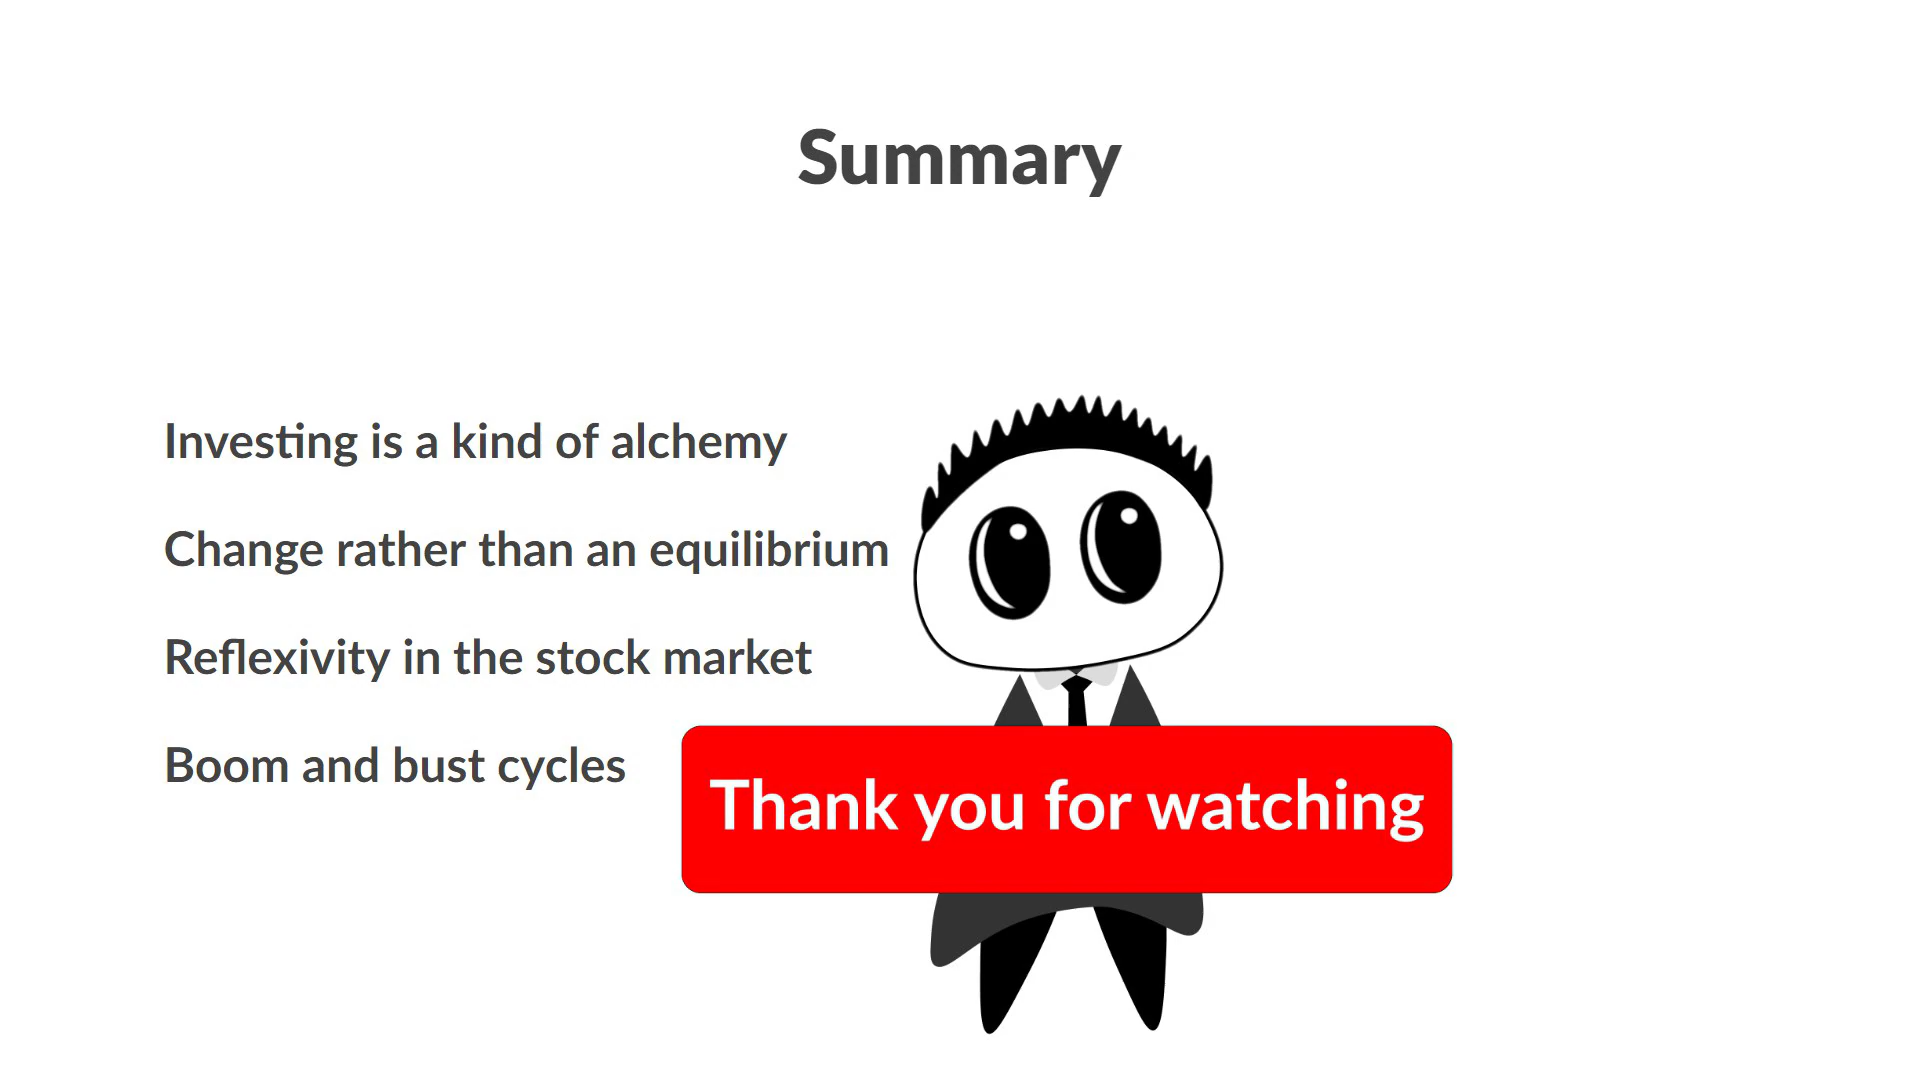 Summary
Investing is a kind of alchemy
Change rather than an equilibrium
Reflexivity in the stock market
Boom and bust cycles
Thank you for watching